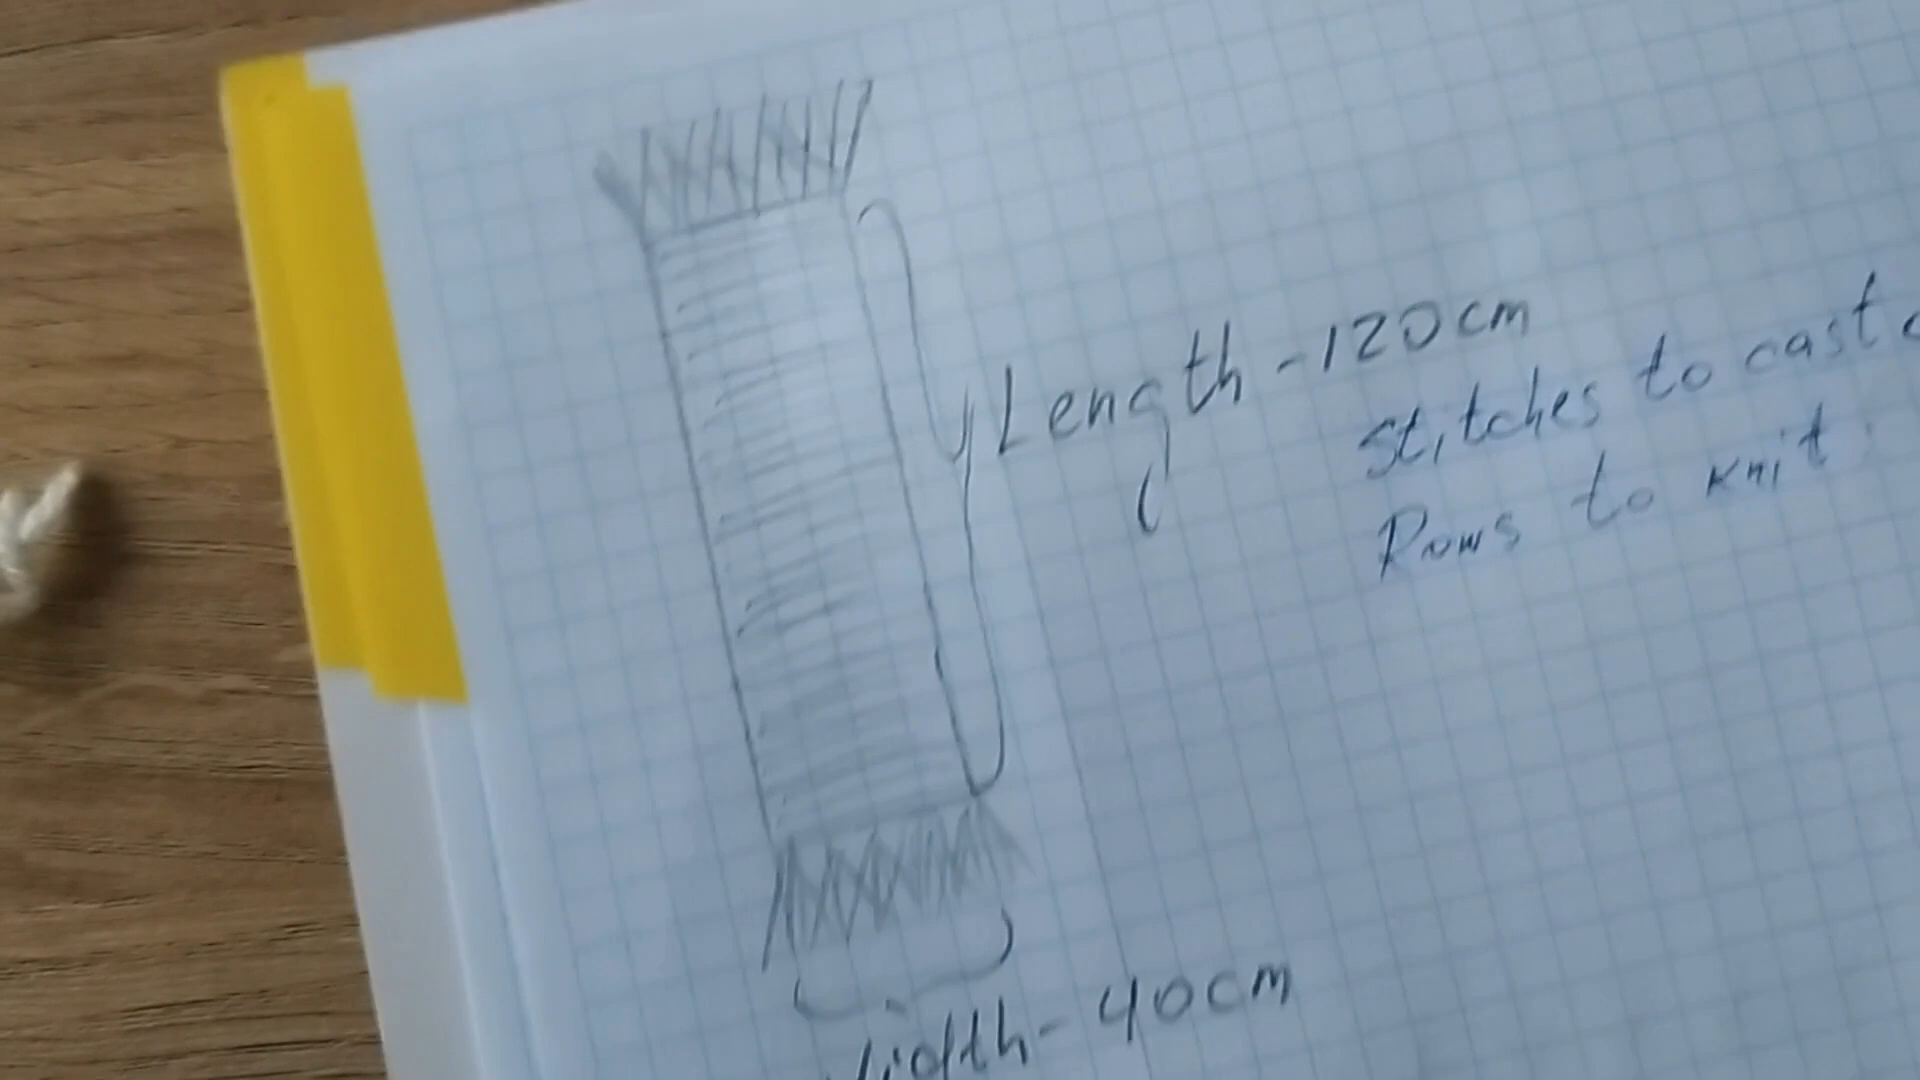 Length - 120cm
Stitches to cast
Rows to knit:
Width - 40cm